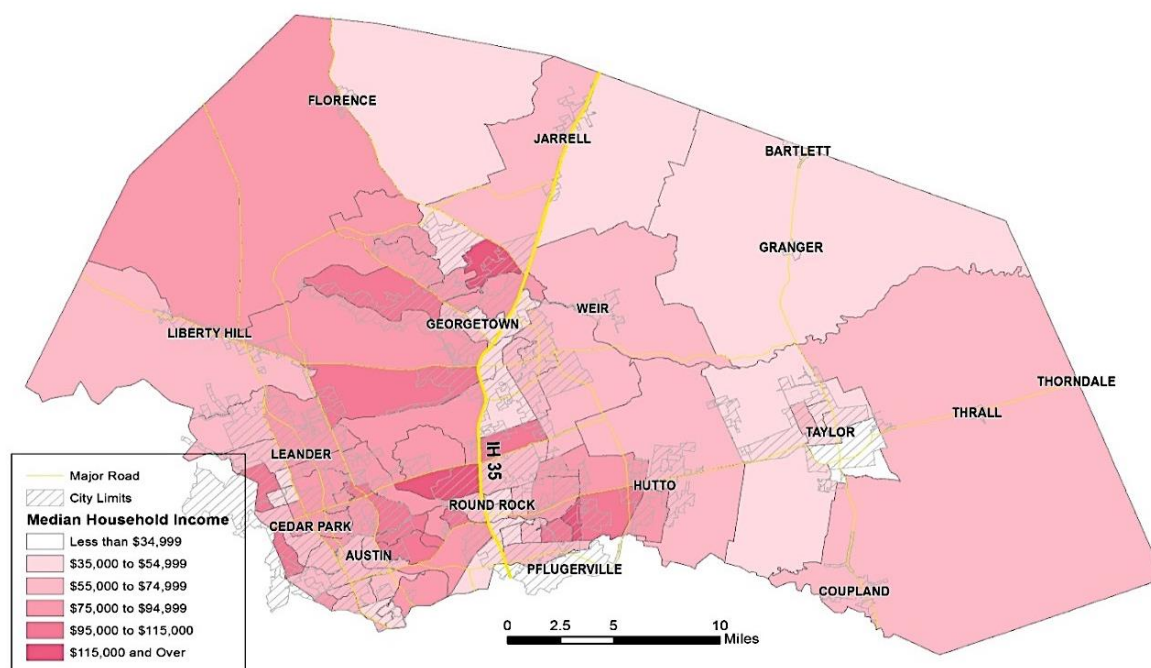 FLORENCE
JARRELL
BARTLETT
GRANGER
WEIR
GEORGETOWN
LIBERTY HILL
THORNDALE
THRALL
TAYLOR
LEANDER
IH 35
HUTTO
ROUND ROCK
CEDAR PARK
AUSTIN
PFLUGERVILLE
COUPLAND
Major Road
City Limits
Median Household Income
Less than $34,999
$35,000 to $54,999
$55,000 to $74,999
$75,000 to $94,999
$95,000 to $115,000
$115,000 and Over
0 2.5 5 10
Miles